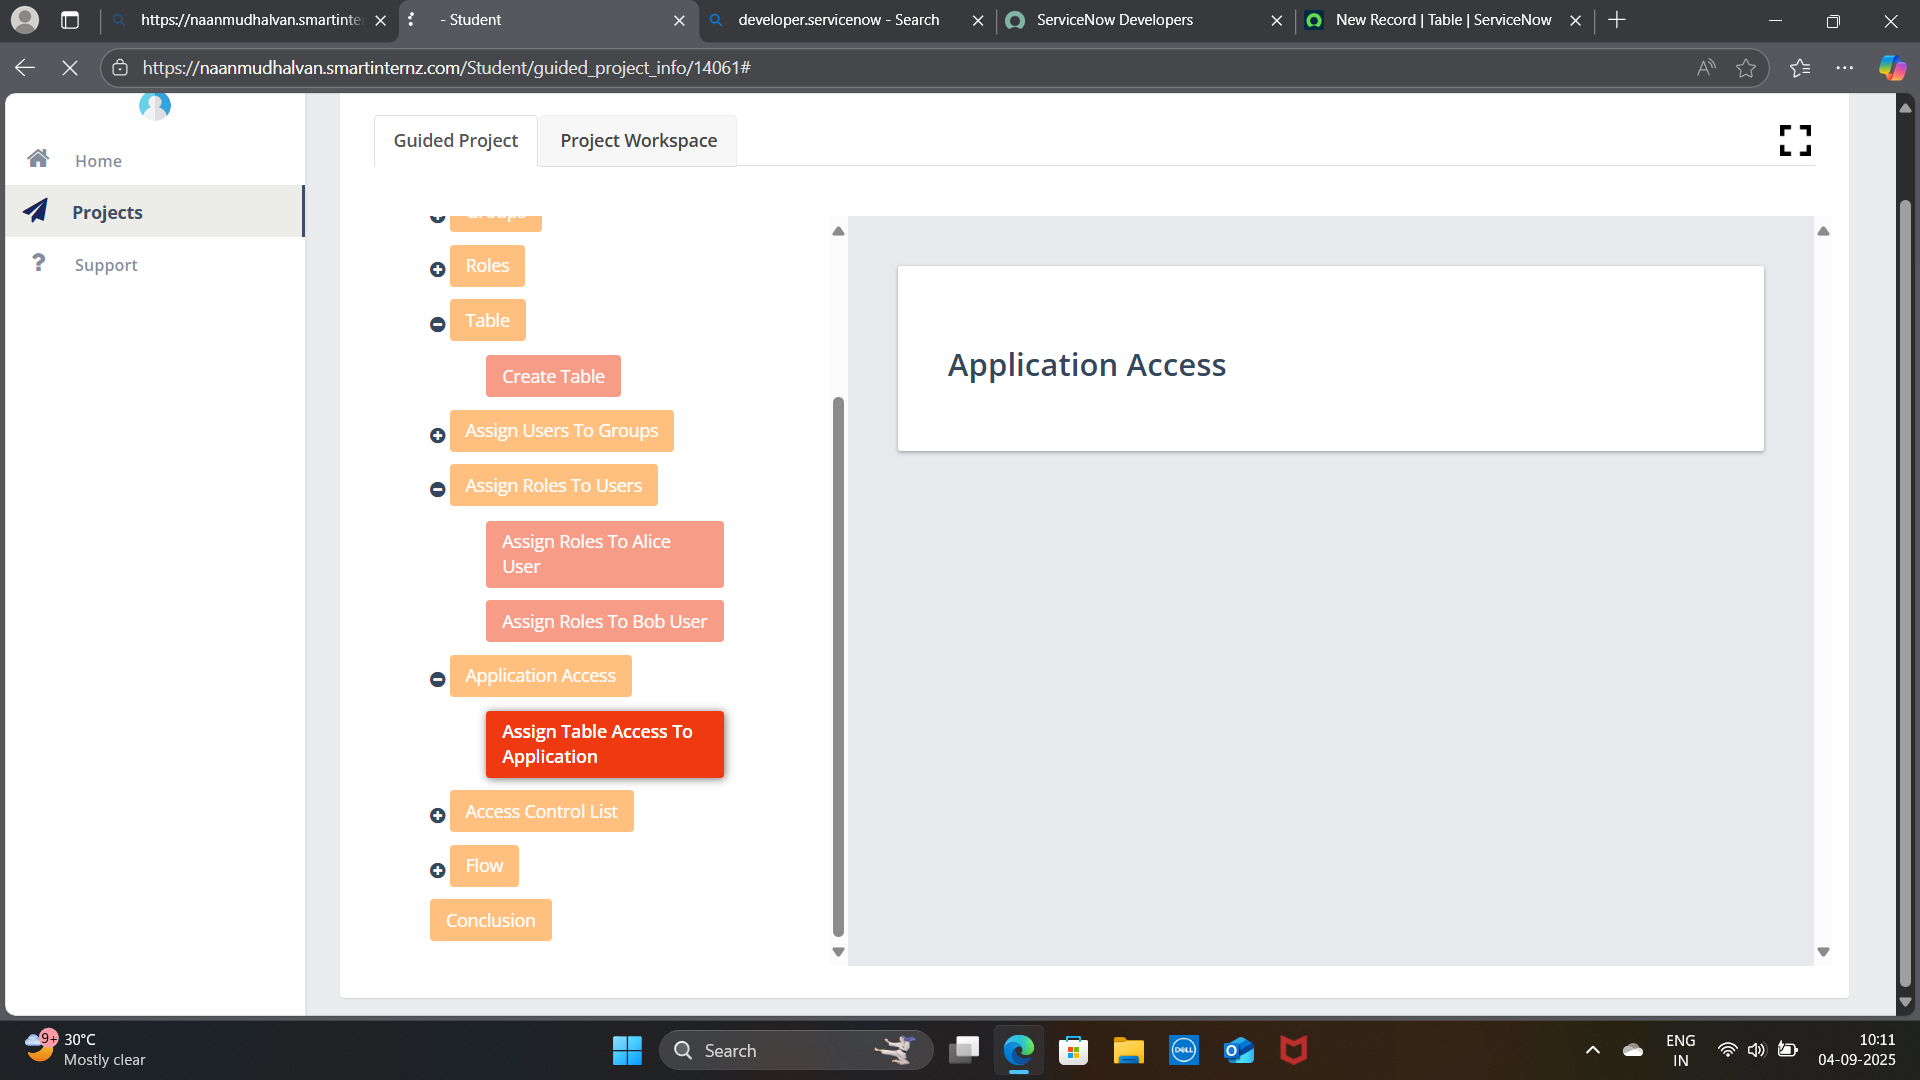 https://naanmudhalvan.smartinte
- Student
developer.servicenow - Search
ServiceNow Developers
New Record | Table | ServiceNow
https://naanmudhalvan.smartinternz.com/Student/guided_project_info/14061#
Home
Projects
Support
Guided Project
Project Workspace
Groups
Roles
Table
Create Table
Assign Users To Groups
Assign Roles To Users
Assign Roles To Alice
User
Assign Roles To Bob User
Application Access
Assign Table Access To
Application
Access Control List
Flow
Conclusion
Application Access
9+
30°C
Mostly clear
Search
DELL
ENG
IN
10:11
04-09-2025